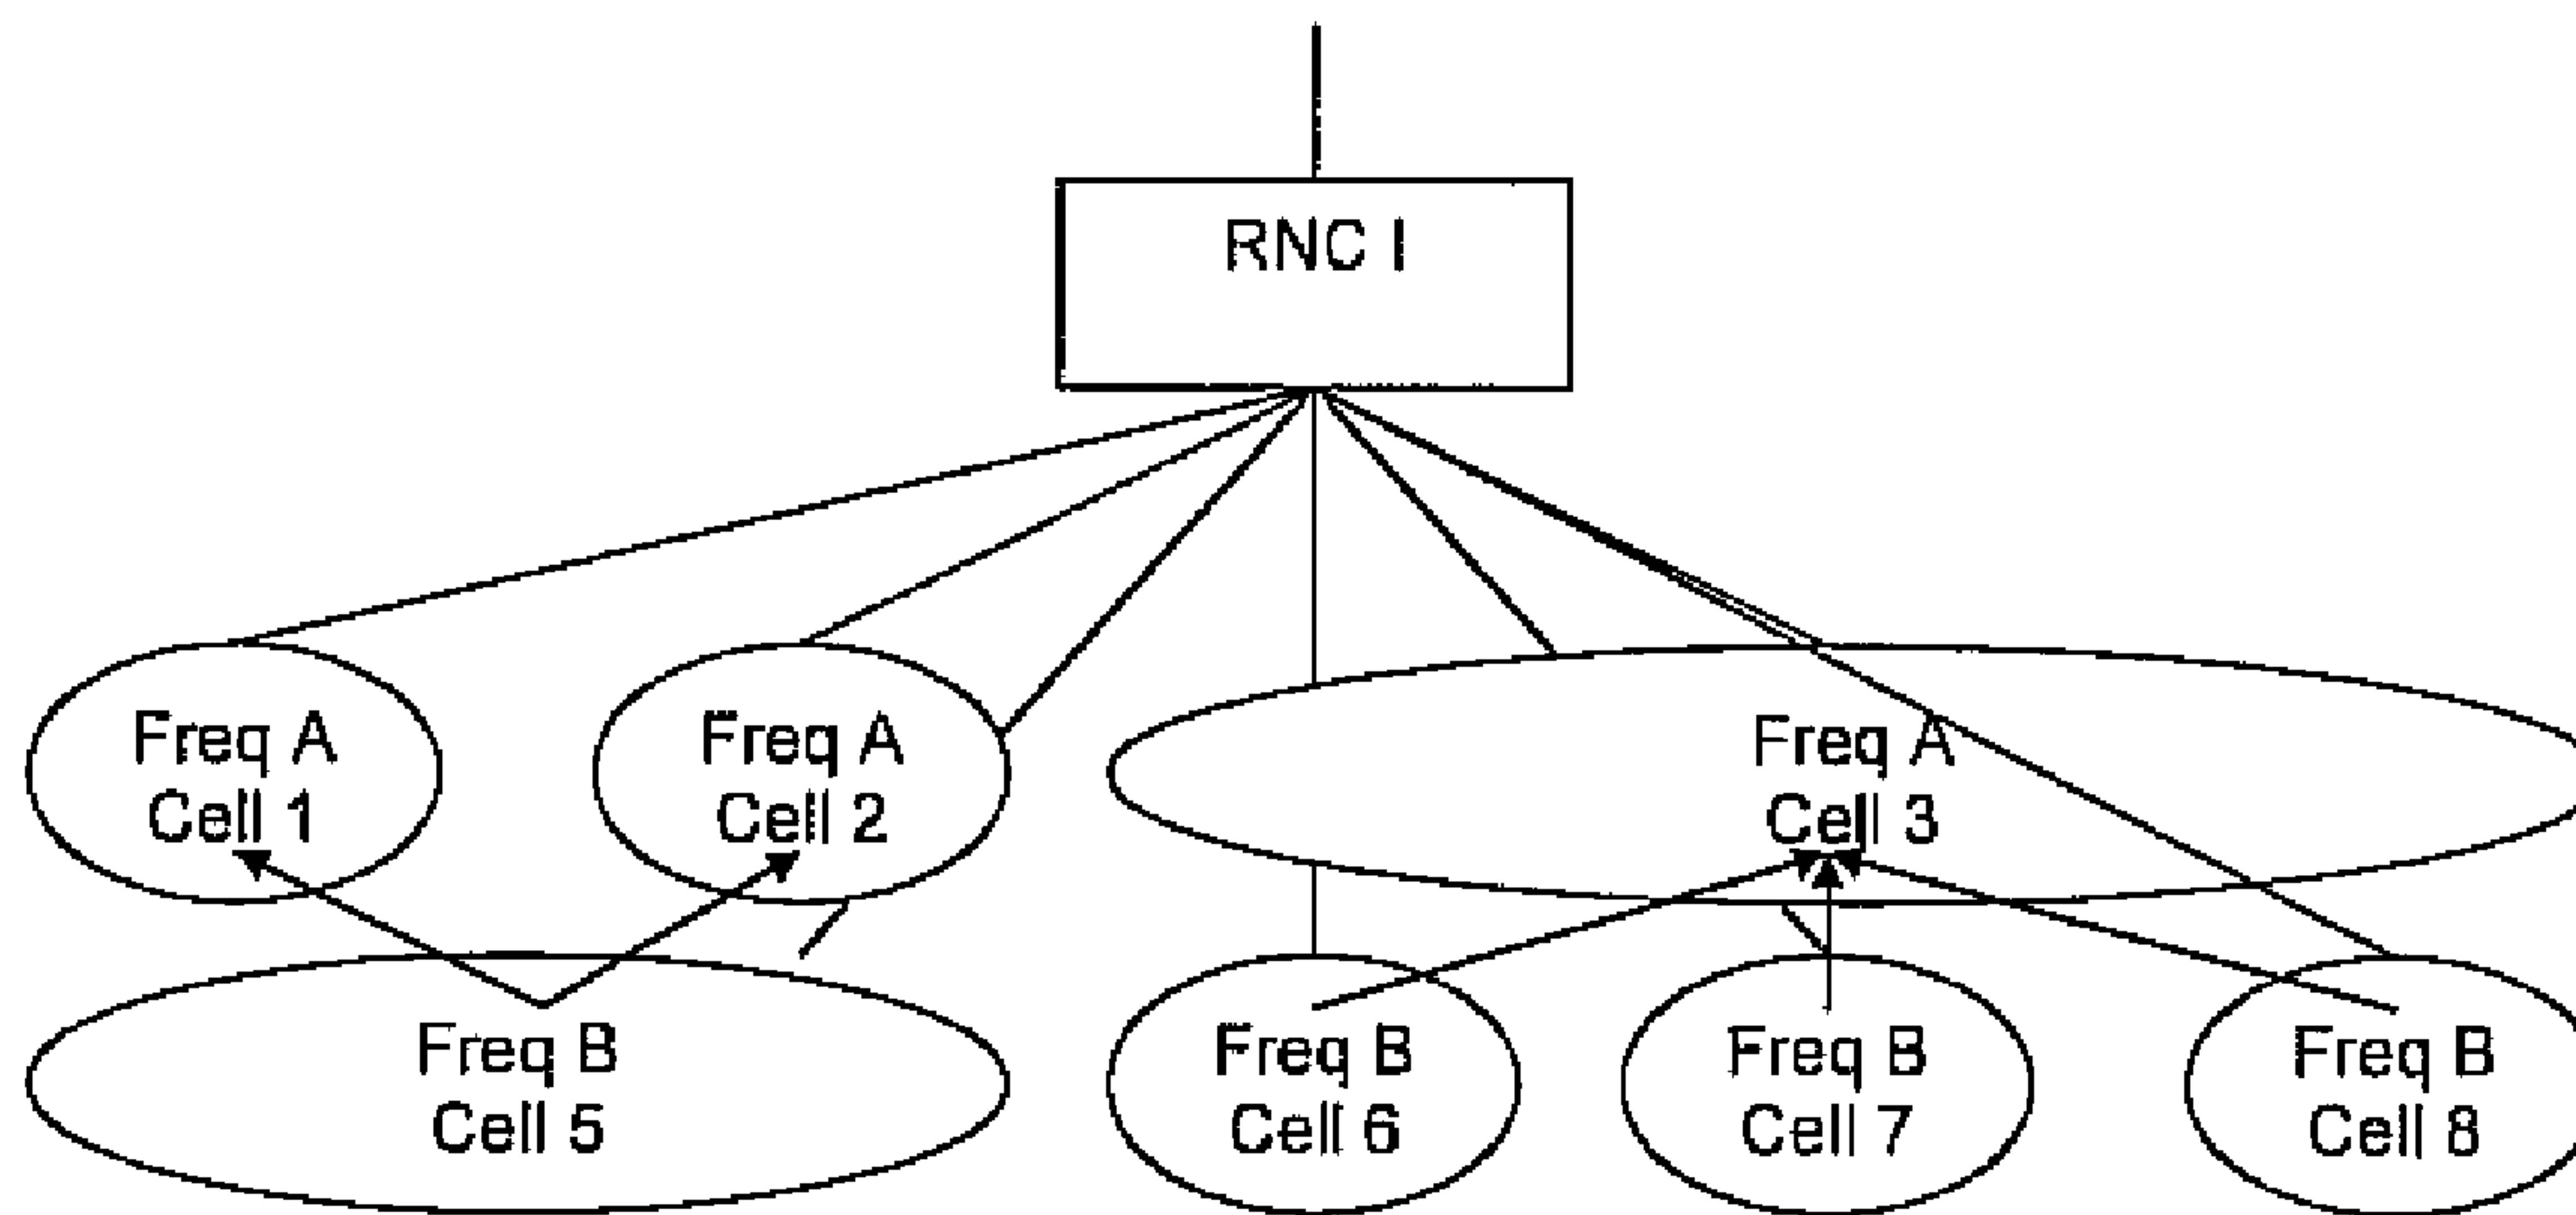 RNC I
Freq A
Cell 1
Freq A
Cell 2
Freq A
Cell 3
Freq B
Cell 5
Freq B
Cell 6
Freq B
Cell 7
Freq B
Cell 8